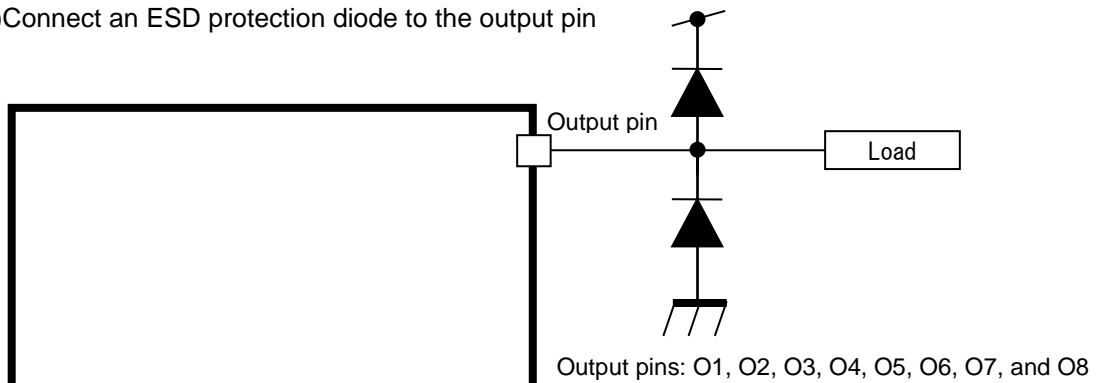 Connect an ESD protection diode to the output pin
Output pin
Load
Output pins: O1, O2, O3, O4, O5, O6, O7, and O8